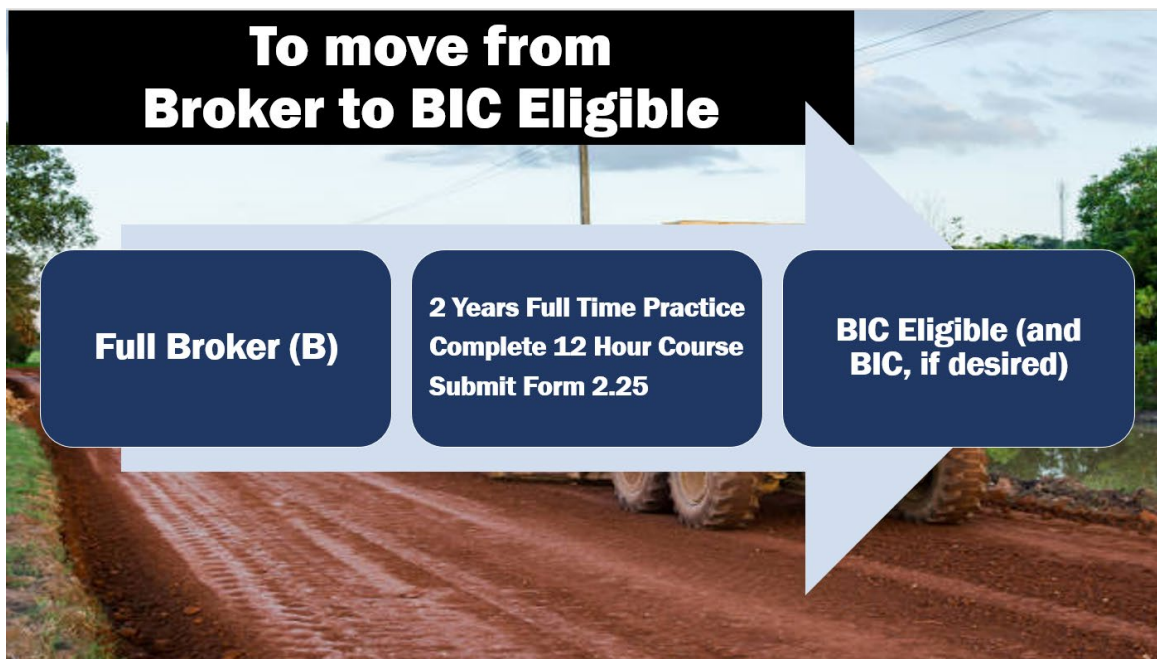 To move from
Broker to BIC Eligible
Full Broker (B)
2 Years Full Time Practice
Complete 12 Hour Course
Submit Form 2.25
BIC Eligible (and
BIC, if desired)